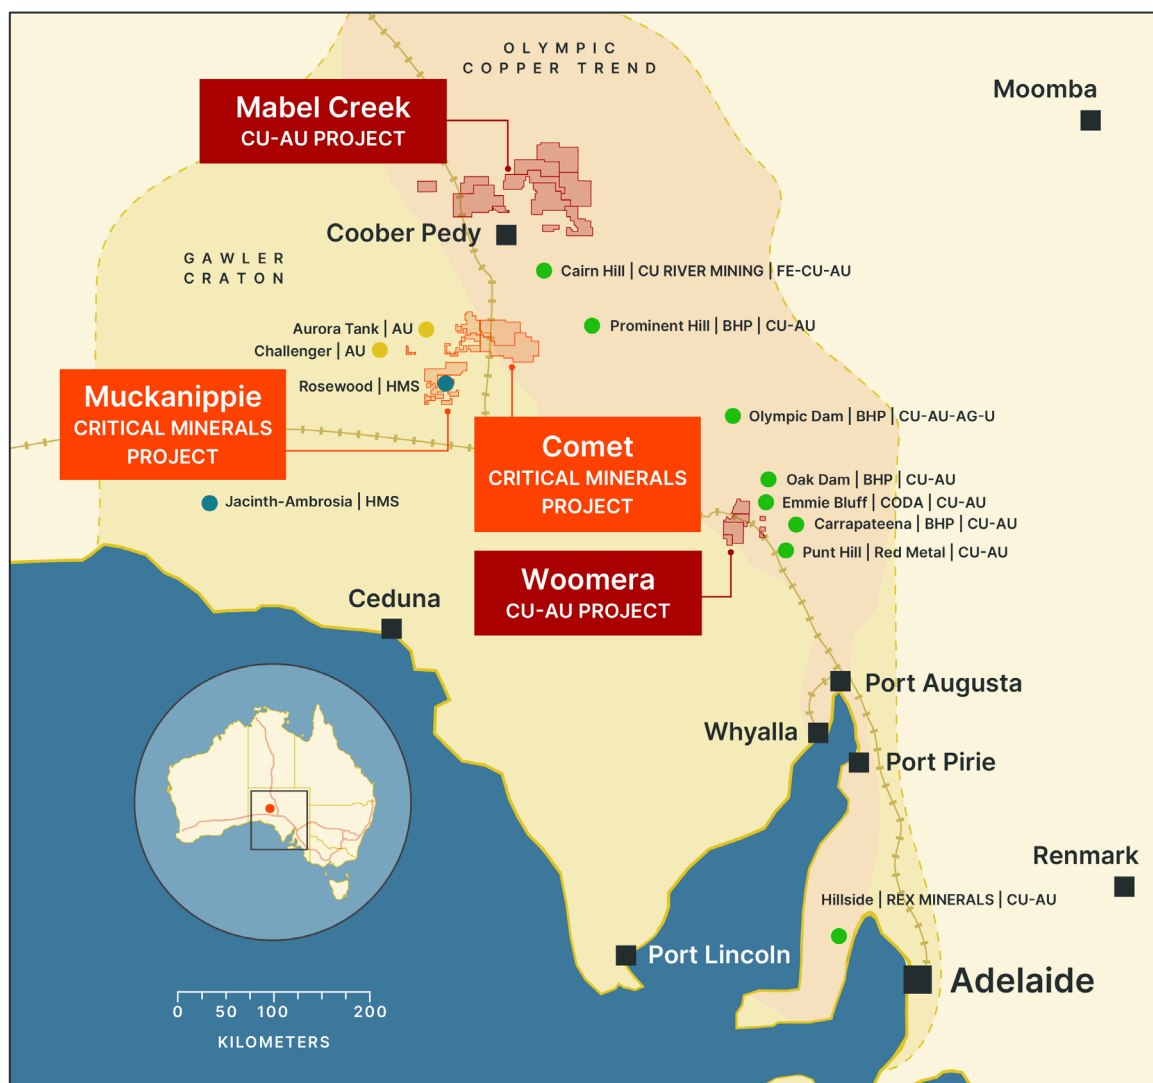 OLYMPIC
COPPER TREND
Moomba
Mabel Creek
CU-AU PROJECT
Coober Pedy
GAWLER
CRATON
Cairn Hill | CU RIVER MINING | FE-CU-AU
Aurora Tank | AU
Prominent Hill | BHP | CU-AU
Challenger | AU
Rosewood | HMS
Muckanippie
CRITICAL MINERALS
PROJECT
Olympic Dam | BHP | CU-AU-AG-U
Comet
CRITICAL MINERALS
PROJECT
Oak Dam | BHP | CU-AU
Jacinth-Ambrosia | HMS
Emmie Bluff | CODA | CU-AU
Carrapateena | BHP | CU-AU
Punt Hill | Red Metal | CU-AU
Woomera
CU-AU PROJECT
Ceduna
Port Augusta
Whyalla
Port Pirie
Renmark
Hillside | REX MINERALS | CU-AU
Port Lincoln
Adelaide
0 50 100 200
KILOMETERS